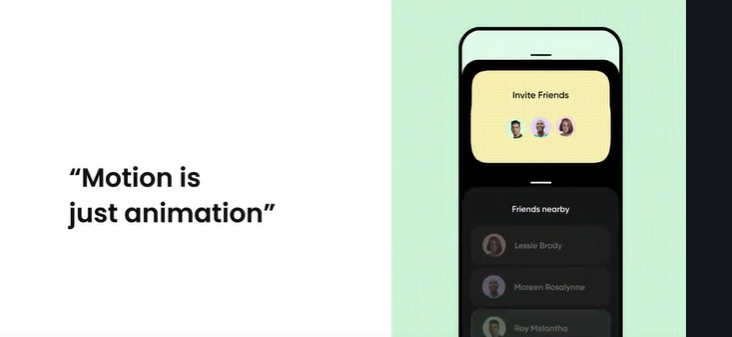 “Motion is
just animation”
Invite Friends
Friends nearby
Lessie Brody
Moreen Rosalynne
Roy Melantha